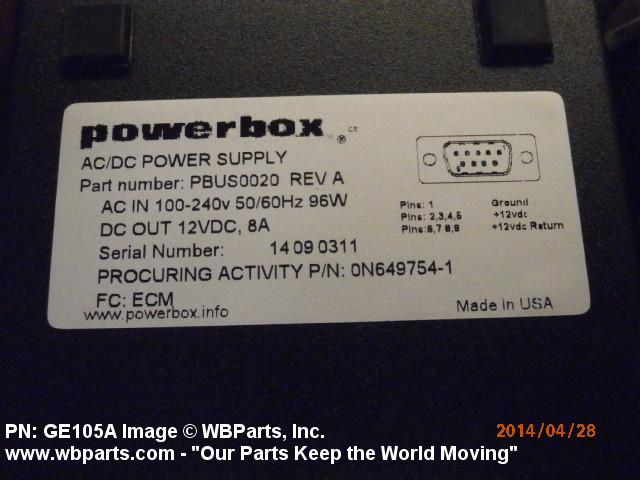 powerbox ® CE
AC/DC POWER SUPPLY
Part number: PBUS0020 REV A
AC IN 100-240v 50/60Hz 96W
DC OUT 12VDC, 8A
Serial Number: 14 09 0311
PROCURING ACTIVITY P/N: 0N649754-1
FC: ECM
www.powerbox.info
Pins: 1 Ground
Pins: 2,3,4,5 +12vdc
Pins:6,7 8,9 +12vdc Return
Made in USA
PN: GE105A Image © WBParts, Inc.
2014/04/28
www.wbparts.com - "Our Parts Keep the World Moving"